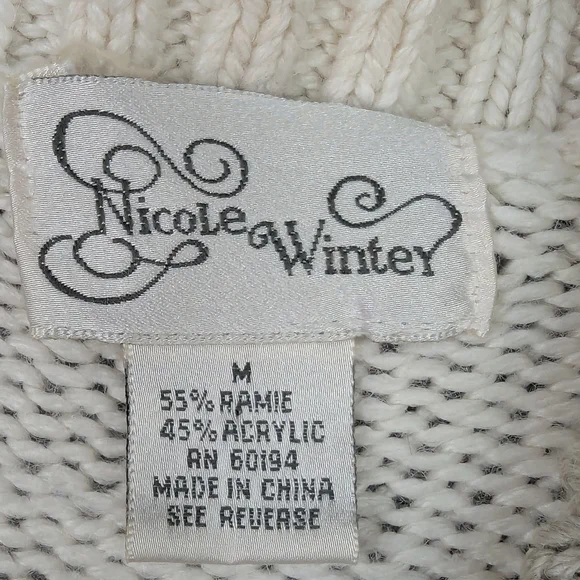 Nicole Winter
M
55% RAMIE
45% ACRYLIC
RN 60194
MADE IN CHINA
SEE REVERSE